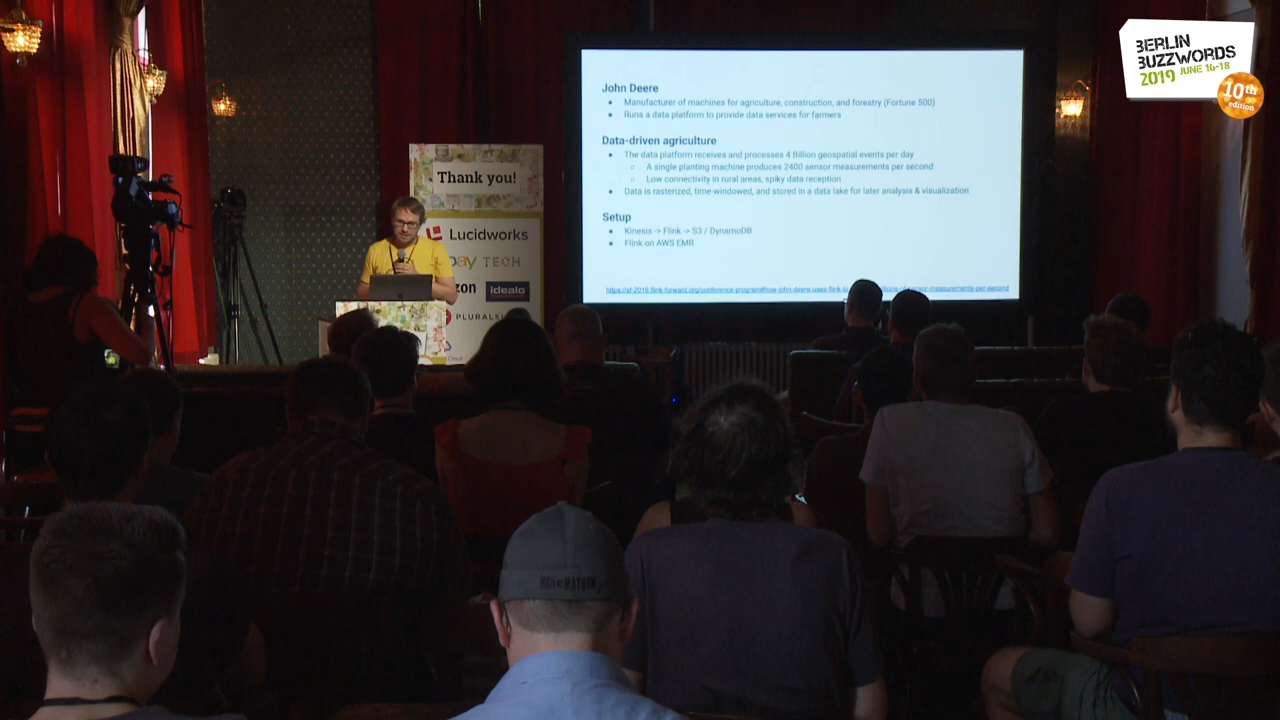 BERLIN
BUZZWORDS
2019 JUNE 16-18
10th
edition
John Deere
● Manufacturer of machines for agriculture, construction, and forestry (Fortune 500)
● Runs a data platform to provide data services for farmers
Data-driven agriculture
● The data platform receives and processes 4 Billion geospatial events per day
○ A single planting machine produces 2400 sensor measurements per second
○ Low connectivity in rural areas, spiky data reception
● Data is rasterized, time-windowed, and stored in a data lake for later analysis & visualization
Setup
● Kinesis -> Flink -> S3 / DynamoDB
● Flink on AWS EMR
Thank you!
Lucidworks
TECH
idealo
Cloud